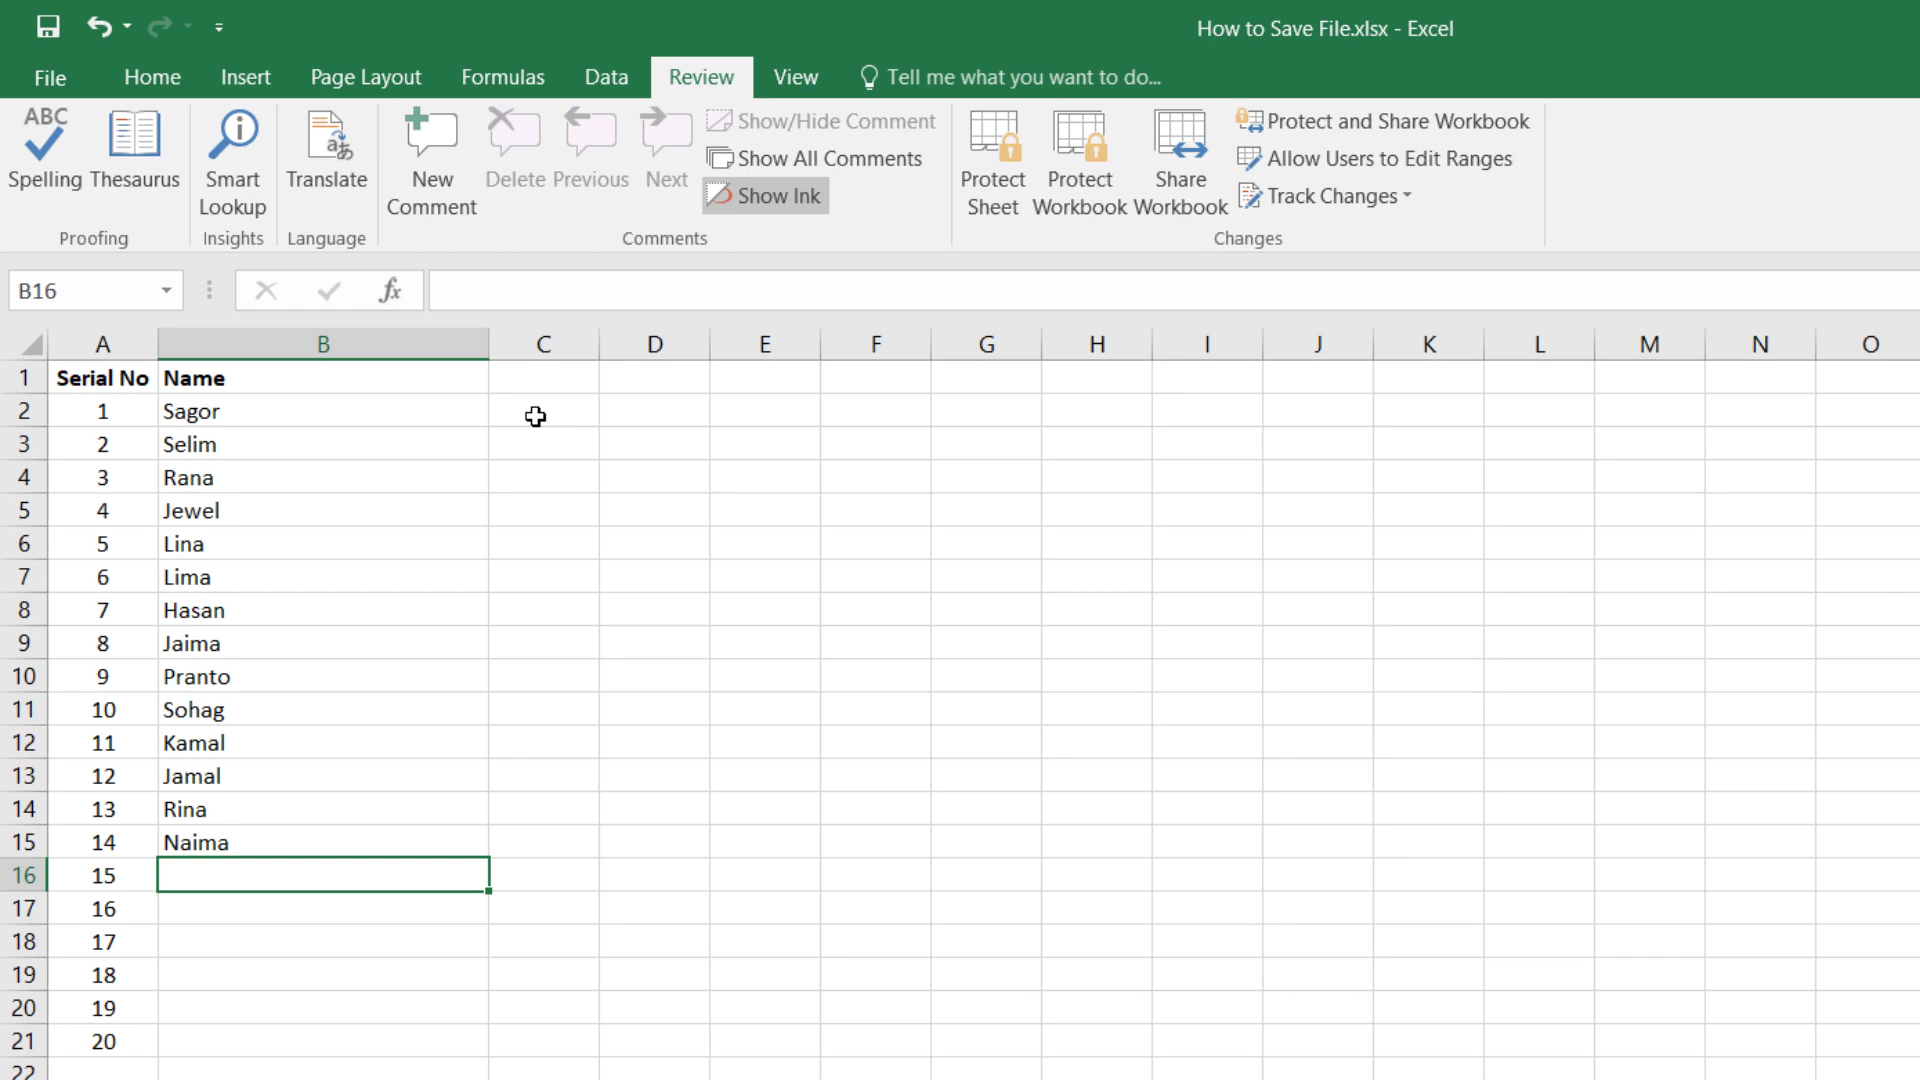 How to Save File.xlsx - Excel
File Home Insert Page Layout Formulas Data Review View Tell me what you want to do...
ABC
Spelling
Thesaurus
Proofing
Smart
Lookup
Insights
aあ
Translate
Language
New
Comment
Delete
Previous
Next
Show/Hide Comment
Show All Comments
Show Ink
Comments
Protect
Sheet
Protect
Workbook
Share
Workbook
Protect and Share Workbook
Allow Users to Edit Ranges
Track Changes
Changes
B16
fx
A B C D E F G H I J K L M N O
1 Serial No Name
2 1 Sagor
3 2 Selim
4 3 Rana
5 4 Jewel
6 5 Lina
7 6 Lima
8 7 Hasan
9 8 Jaima
10 9 Pranto
11 10 Sohag
12 11 Kamal
13 12 Jamal
14 13 Rina
15 14 Naima
16 15
17 16
18 17
19 18
20 19
21 20
22